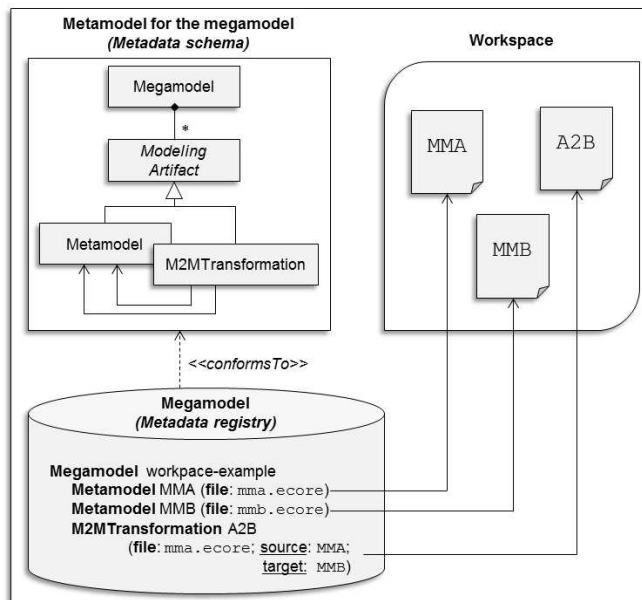 Metamodel for the megamodel
(Metadata schema)
Workspace
Megamodel
*
Modeling
Artifact
Metamodel
M2MTransformation
MMA
A2B
MMB
<<conformsTo>>
Megamodel
(Metadata registry)
Megamodel workpace-example
Metamodel MMA (file: mma.ecore)
Metamodel MMB (file: mmb.ecore)
M2MTransformation A2B
(file: mma.ecore; source: MMA;
target: MMB)